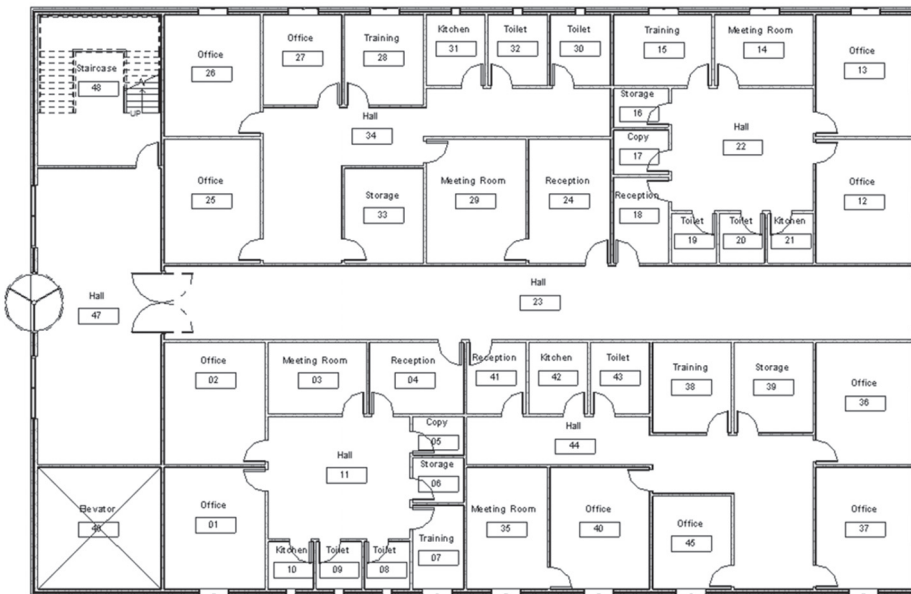 Office
26
Office
27
Training
28
Kitchen
31
Toilet
32
Toilet
30
Training
15
Meeting Room
14
Office
13
Staircase
48
UP
Storage
16
Hall
34
Copy
17
Hall
22
Office
25
Storage
33
Meeting Room
29
Reception
24
Reception
18
Office
12
Toilet
19
Toilet
20
Kitchen
21
Hall
47
Hall
23
Office
02
Meeting Room
03
Reception
04
Reception
41
Kitchen
42
Toilet
43
Training
38
Storage
39
Office
36
Copy
05
Hall
44
Hall
11
Storage
06
Elevator
Office
01
Meeting Room
35
Office
40
Office
45
Office
37
Training
07
Kitchen
10
Toilet
09
Toilet
08